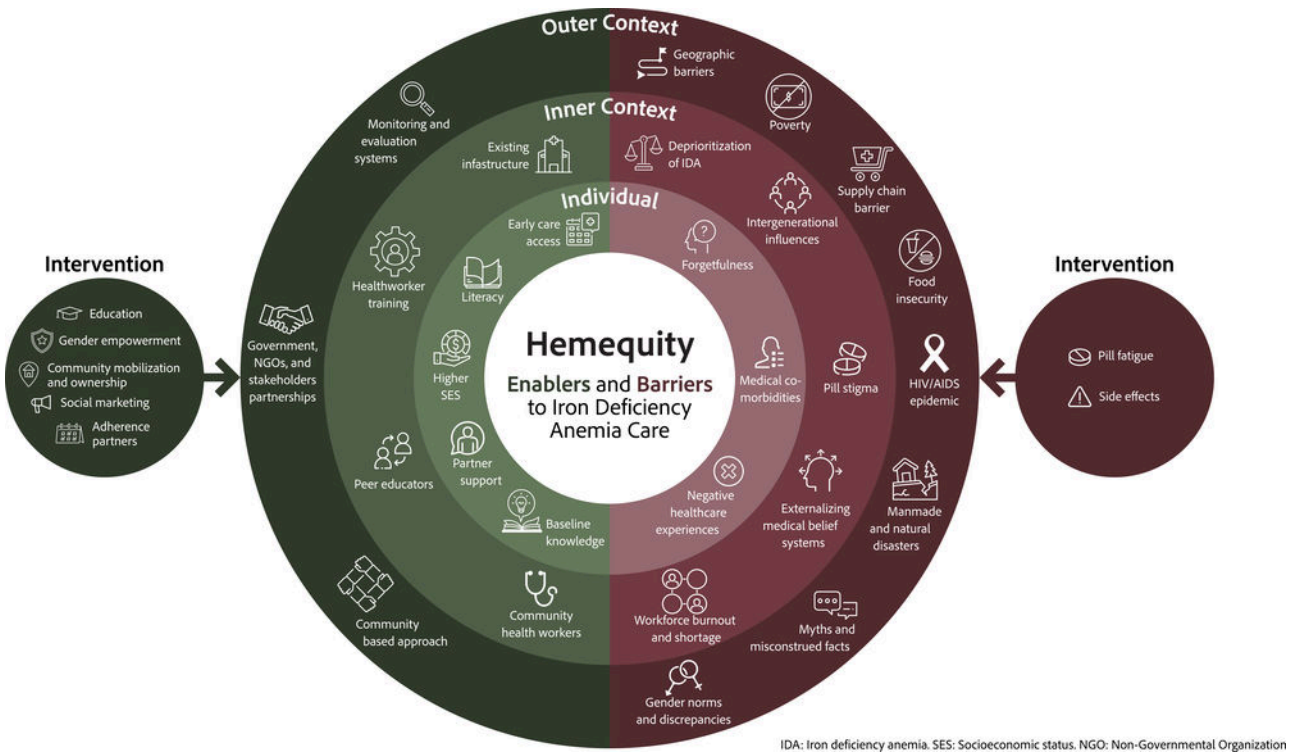 Outer Context
Geographic
barriers
Monitoring and
evaluation
systems
Poverty
Supply chain
barrier
Food
insecurity
HIV/AIDS
epidemic
Manmade
and natural
disasters
Myths and
misconstrued facts
Gender norms
and discrepancies
Government,
NGOs, and
stakeholders
partnerships
Community
based approach
Inner Context
Existing
infastructure
Deprioritization
of IDA
Intergenerational
influences
Healthworker
training
Pill stigma
Peer educators
Externalizing
medical belief
systems
Community
health workers
Workforce burnout
and shortage
Individual
Early care
access
Forgetfulness
Literacy
Higher
SES
Medical co-
morbidities
Partner
support
Negative
healthcare
experiences
Baseline
knowledge
Hemequity
Enablers and Barriers
to Iron Deficiency
Anemia Care
Intervention
Education
Gender empowerment
Community mobilization
and ownership
Social marketing
Adherence
partners
Intervention
Pill fatigue
Side effects
IDA: Iron deficiency anemia. SES: Socioeconomic status. NGO: Non-Governmental Organization